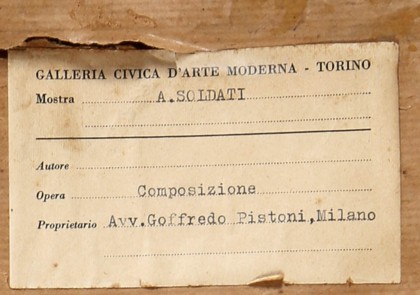 GALLERIA CIVICA D'ARTE MODERNA - TORINO
Mostra A.SOLDATI
Autore
Opera Composizione
Proprietario Avv.Goffredo Pistoni,Milano